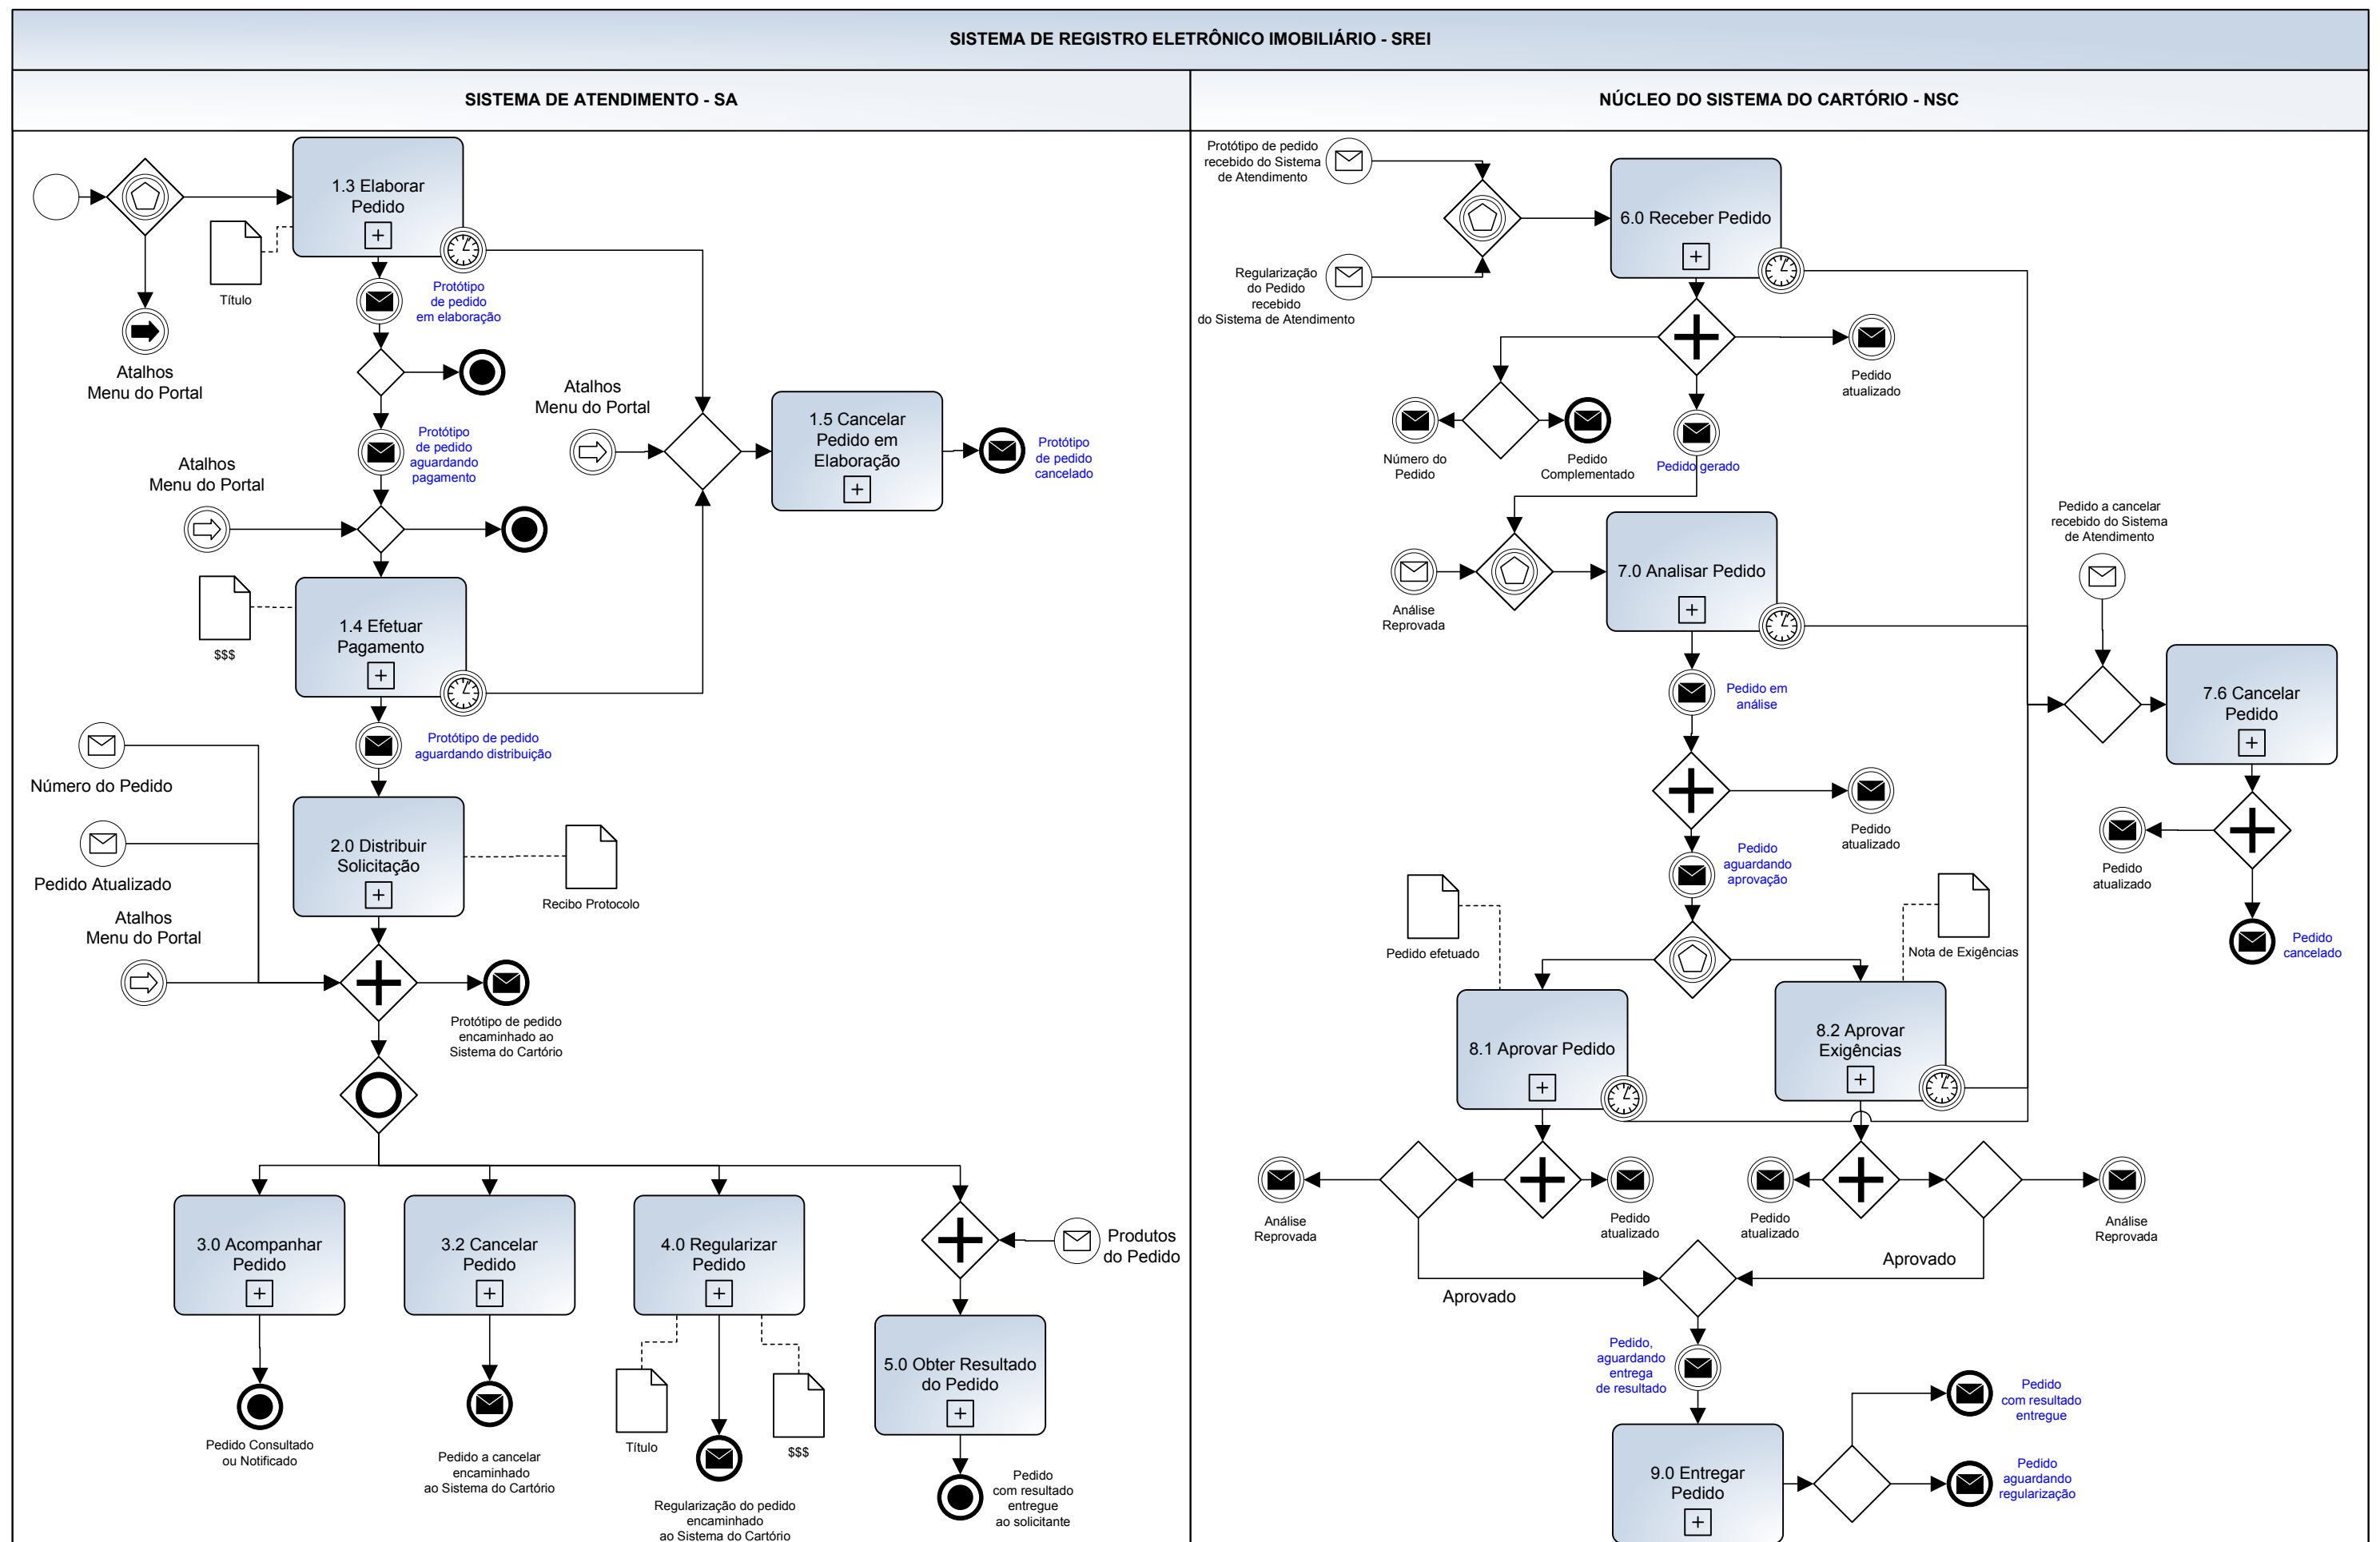 SISTEMA DE REGISTRO ELETRÔNICO IMOBILIÁRIO - SREI
SISTEMA DE ATENDIMENTO - SA
1.3 Elaborar
Pedido
Título
Atalhos
Menu do Portal
Protótipo
de pedido
em elaboração
Protótipo
de pedido
aguardando
pagamento
Atalhos
Menu do Portal
Atalhos
Menu do Portal
1.5 Cancelar
Pedido em
Elaboração
Protótipo
de pedido
cancelado
$$$
1.4 Efetuar
Pagamento
Protótipo de pedido
aguardando distribuição
Número do Pedido
Pedido Atualizado
Atalhos
Menu do Portal
2.0 Distribuir
Solicitação
Recibo Protocolo
Protótipo de pedido
encaminhado ao
Sistema do Cartório
3.0 Acompanhar
Pedido
3.2 Cancelar
Pedido
4.0 Regularizar
Pedido
Produtos
do Pedido
5.0 Obter Resultado
do Pedido
Pedido Consultado
ou Notificado
Pedido a cancelar
encaminhado
ao Sistema do Cartório
Título
$$$
Regularização do pedido
encaminhado
ao Sistema do Cartório
Pedido
com resultado
entregue
ao solicitante
NÚCLEO DO SISTEMA DO CARTÓRIO - NSC
Protótipo de pedido
recebido do Sistema
de Atendimento
Regularização
do Pedido
recebido
do Sistema de Atendimento
6.0 Receber Pedido
Pedido
atualizado
Número do
Pedido
Pedido
Complementado
Pedido gerado
Análise
Reprovada
7.0 Analisar Pedido
Pedido a cancelar
recebido do Sistema
de Atendimento
7.6 Cancelar
Pedido
Pedido em
análise
Pedido
atualizado
Pedido
atualizado
Pedido
cancelado
Pedido
aguardando
aprovação
Pedido efetuado
Nota de Exigências
8.1 Aprovar Pedido
8.2 Aprovar
Exigências
Análise
Reprovada
Pedido
atualizado
Pedido
atualizado
Análise
Reprovada
Aprovado
Aprovado
Pedido,
aguardando
entrega
de resultado
9.0 Entregar
Pedido
Pedido
com resultado
entregue
Pedido
aguardando
regularização